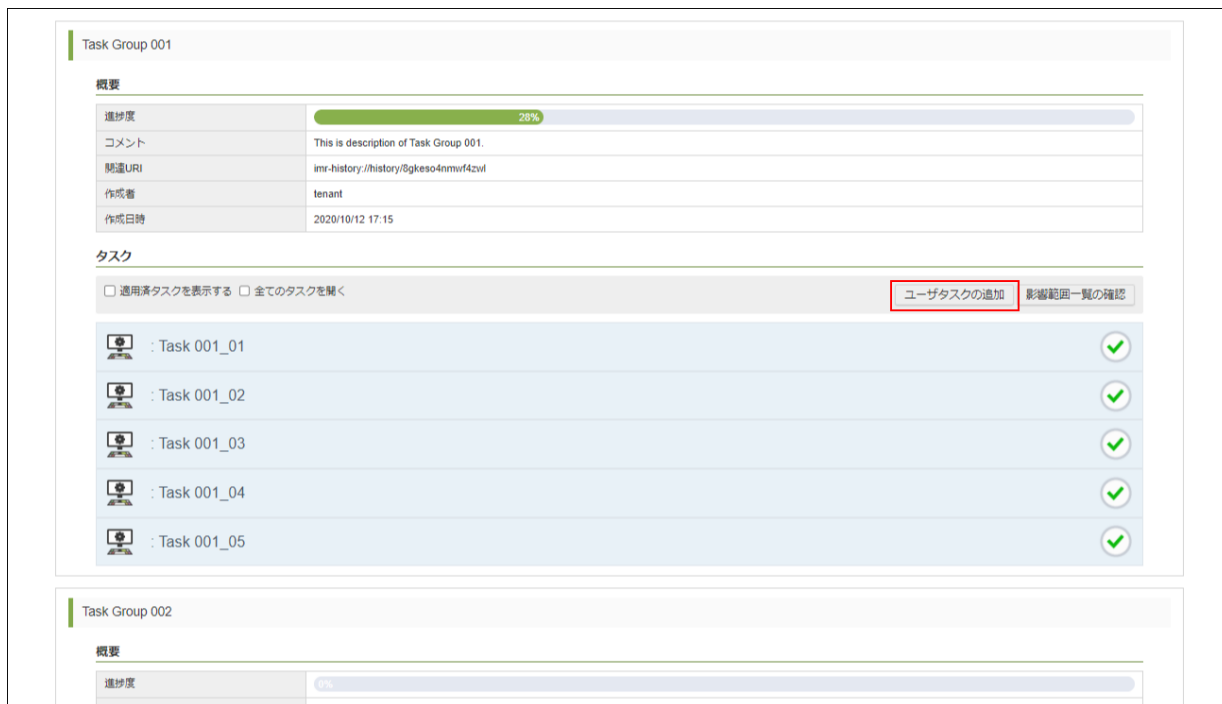 Task Group 001
概要
進捗度 28%
コメント This is description of Task Group 001.
関連URI imr-history://history/8gkeso4nmwf4zwl
作成者 tenant
作成日時 2020/10/12 17:15
タスク
適用済タスクを表示する 全てのタスクを開く ユーザタスクの追加 影響範囲一覧の確認
: Task 001_01
: Task 001_02
: Task 001_03
: Task 001_04
: Task 001_05
Task Group 002
概要
進捗度 0%